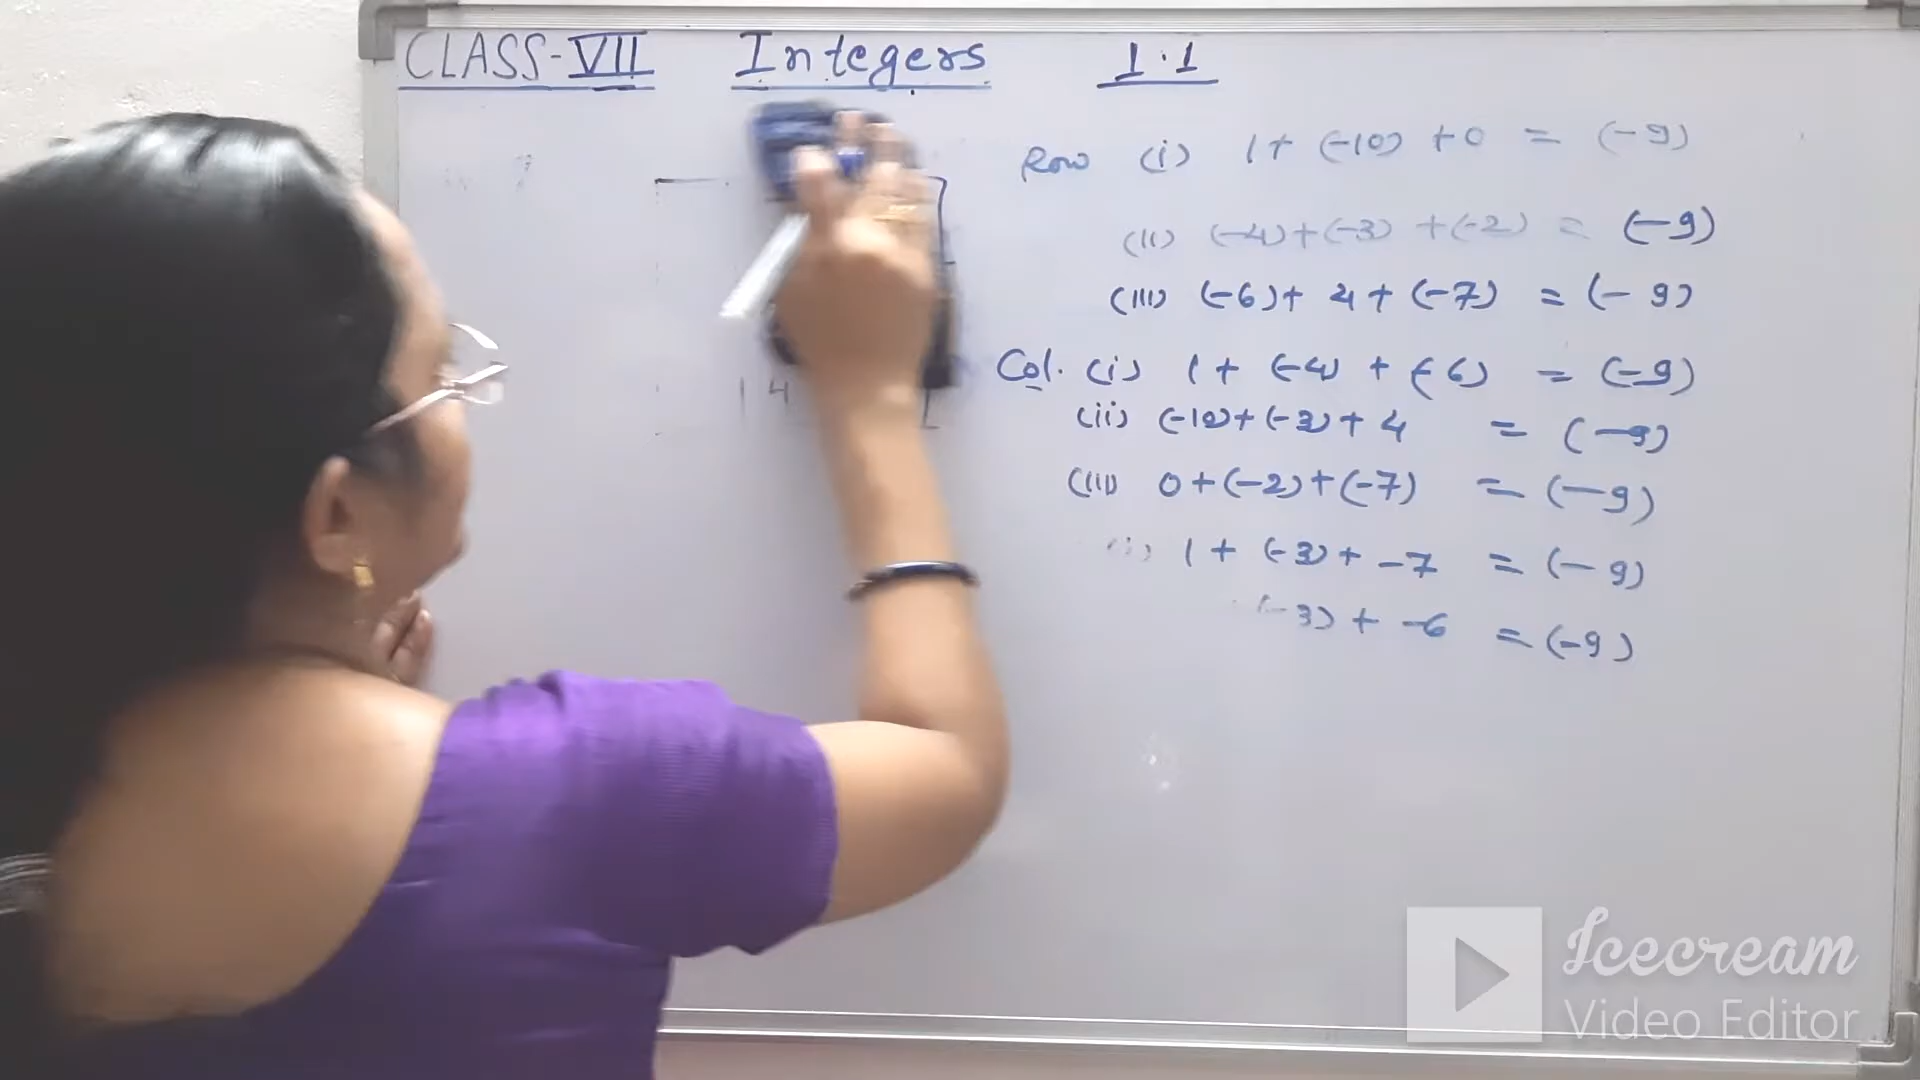 CLASS-VII Integers 1.1
Row (i) 1+ (-10) +0 = (-9)
(ii) (-4)+(-3) +(-2) = (-9)
(iii) (-6)+ 4+(-7) = (-9)
Col. (i) 1+ (-4) + (-6) = (-9)
(ii) (-10)+(-3)+ 4 = (-9)
(iii) 0+(-2)+(-7) = (-9)
1+ (-3)+ -7 = (-9)
(-3)+ -6 = (-9)
4
Icecream
Video Editor